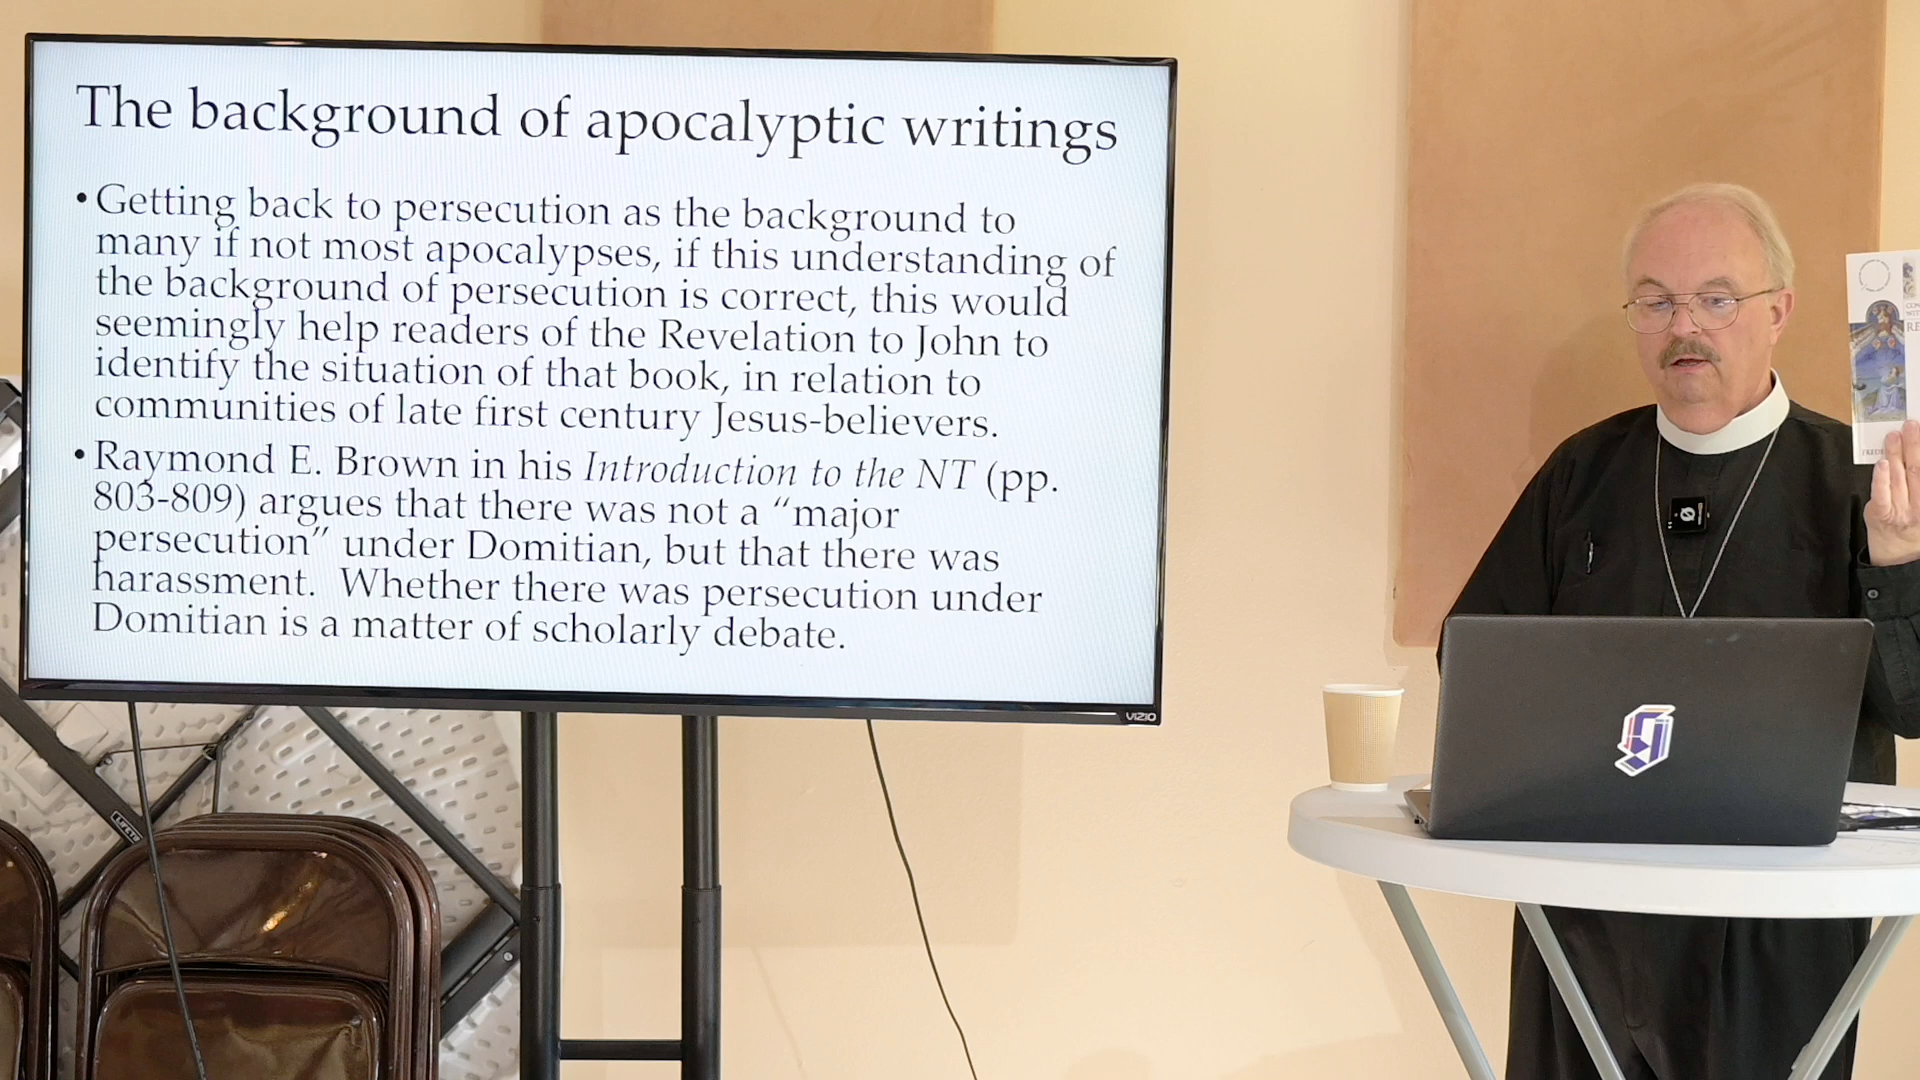 The background of apocalyptic writings
• Getting back to persecution as the background to
many if not most apocalypses, if this understanding of
the background of persecution is correct, this would
seemingly help readers of the Revelation to John to
identify the situation of that book, in relation to
communities of late first century Jesus-believers.
• Raymond E. Brown in his Introduction to the NT (pp.
803-809) argues that there was not a “major
persecution” under Domitian, but that there was
harassment. Whether there was persecution under
Domitian is a matter of scholarly debate.
VIZIO